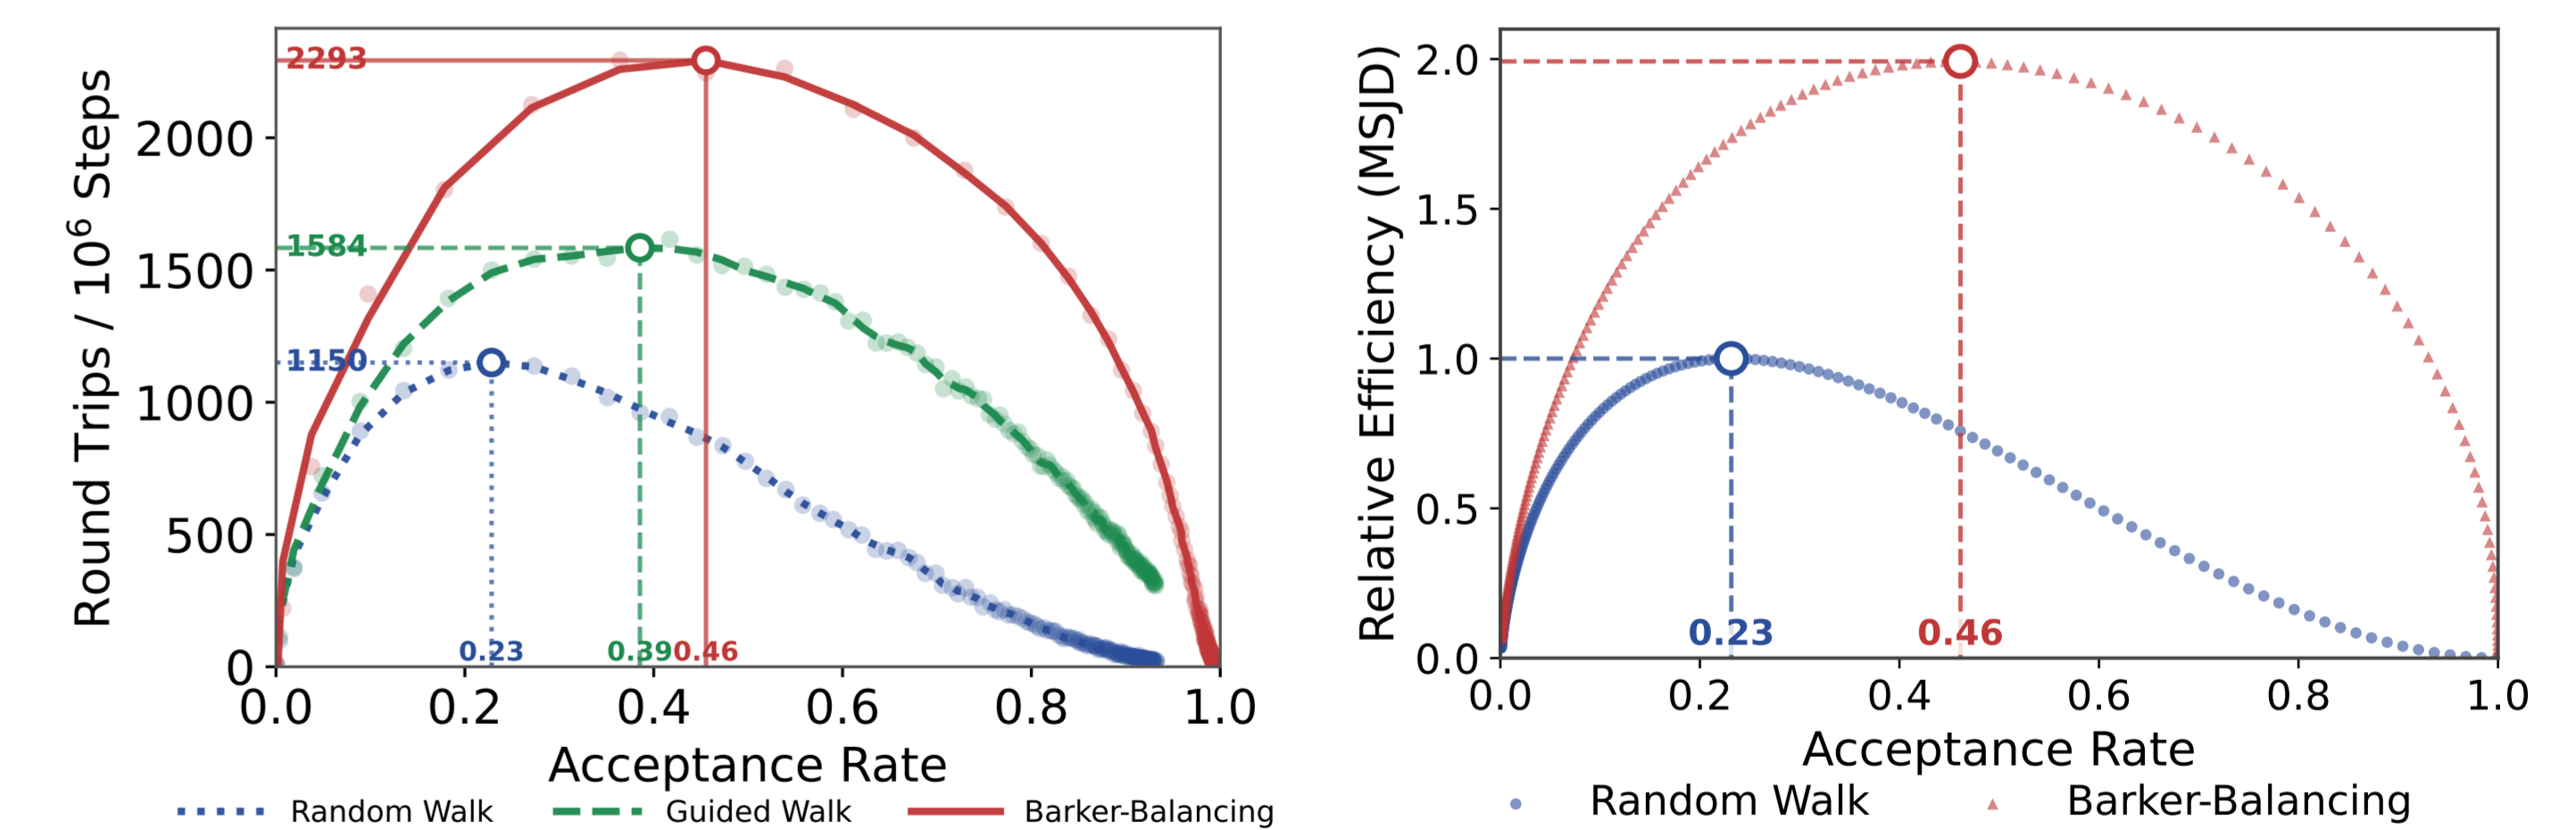 Round Trips / 10⁶ Steps
2293
2000
1584
1500
1150
1000
500
0
0.23
0.39
0.46
0.0 0.2 0.4 0.6 0.8 1.0
Acceptance Rate
Random Walk Guided Walk Barker-Balancing
Relative Efficiency (MSJD)
2.0
1.5
1.0
0.5
0.0
0.23
0.46
0.0 0.2 0.4 0.6 0.8 1.0
Acceptance Rate
Random Walk Barker-Balancing